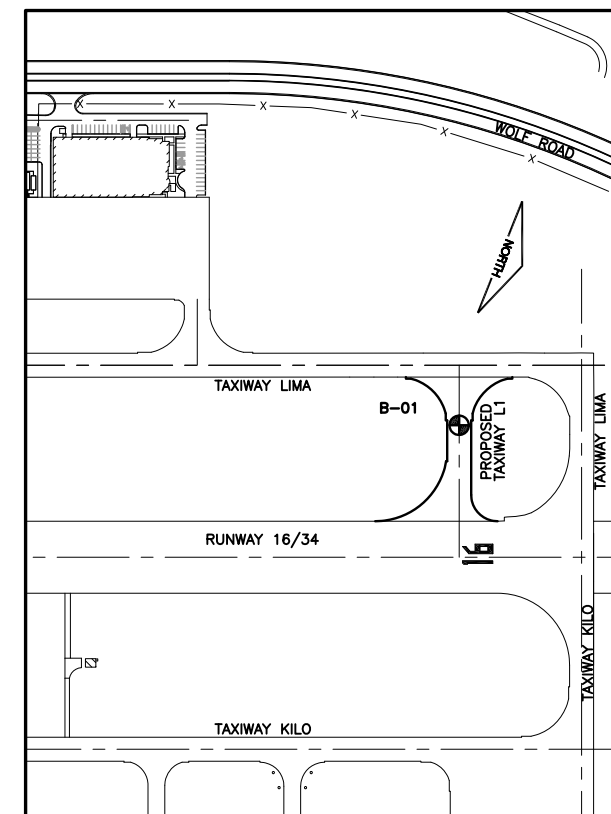 WOLF ROAD
NORTH
TAXIWAY LIMA
B-01
PROPOSED
TAXIWAY L1
TAXIWAY LIMA
RUNWAY 16/34
16
TAXIWAY KILO
TAXIWAY KILO
X X X X X X